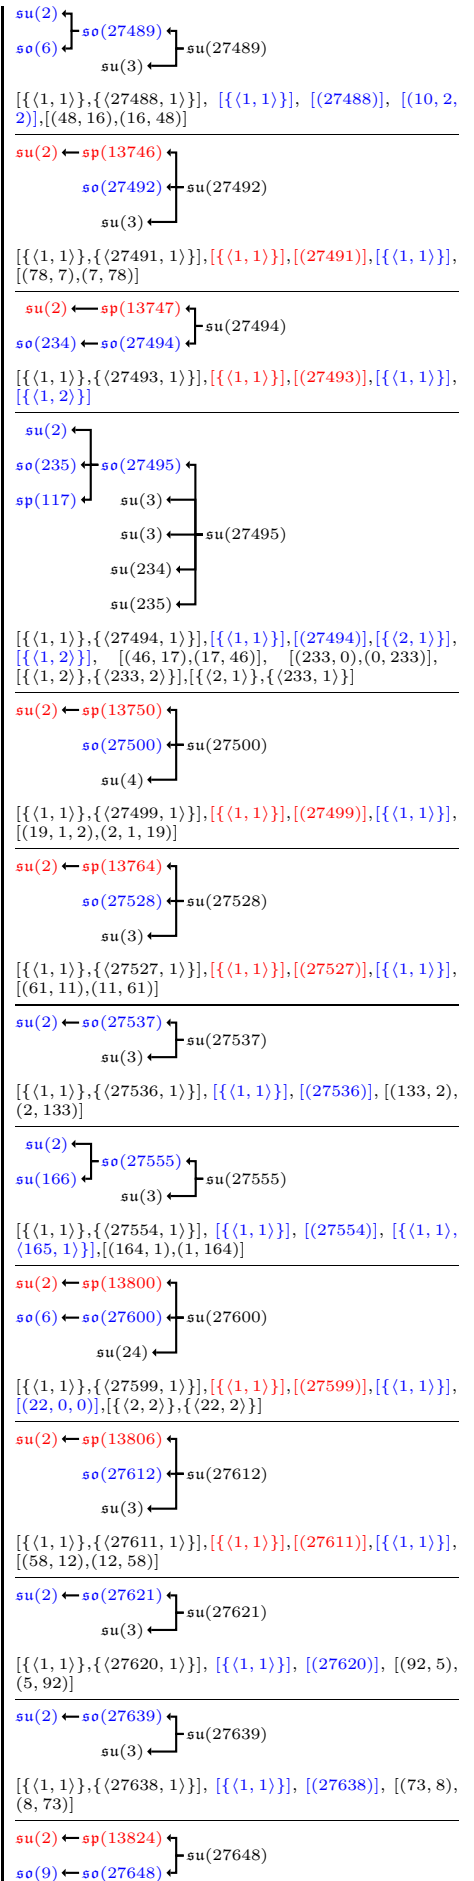 𝔰𝔲(2)
𝔰𝔬(27489)
𝔰𝔬(6)
𝔰𝔲(27489)
𝔰𝔲(3)
[{⟨1, 1⟩},{⟨27488, 1⟩}], [{⟨1, 1⟩}], [(27488)], [(10, 2,
2)],[(48, 16),(16, 48)]
𝔰𝔲(2) 𝔰𝔭(13746)
𝔰𝔬(27492) 𝔰𝔲(27492)
𝔰𝔲(3)
[{⟨1, 1⟩},{⟨27491, 1⟩}],[{⟨1, 1⟩}],[(27491)],[{⟨1, 1⟩}],
[(78, 7),(7, 78)]
𝔰𝔲(2) 𝔰𝔭(13747)
𝔰𝔲(27494)
𝔰𝔬(234) 𝔰𝔬(27494)
[{⟨1, 1⟩},{⟨27493, 1⟩}],[{⟨1, 1⟩}],[(27493)],[{⟨1, 1⟩}],
[{⟨1, 2⟩}]
𝔰𝔲(2)
𝔰𝔬(235) 𝔰𝔬(27495)
𝔰𝔭(117) 𝔰𝔲(3)
𝔰𝔲(3) 𝔰𝔲(27495)
𝔰𝔲(234)
𝔰𝔲(235)
[{⟨1, 1⟩},{⟨27494, 1⟩}],[{⟨1, 1⟩}],[(27494)],[{⟨2, 1⟩}],
[{⟨1, 2⟩}], [(46, 17),(17, 46)], [(233, 0),(0, 233)],
[{⟨1, 2⟩},{⟨233, 2⟩}],[{⟨2, 1⟩},{⟨233, 1⟩}]
𝔰𝔲(2) 𝔰𝔭(13750)
𝔰𝔬(27500) 𝔰𝔲(27500)
𝔰𝔲(4)
[{⟨1, 1⟩},{⟨27499, 1⟩}],[{⟨1, 1⟩}],[(27499)],[{⟨1, 1⟩}],
[(19, 1, 2),(2, 1, 19)]
𝔰𝔲(2) 𝔰𝔭(13764)
𝔰𝔬(27528) 𝔰𝔲(27528)
𝔰𝔲(3)
[{⟨1, 1⟩},{⟨27527, 1⟩}],[{⟨1, 1⟩}],[(27527)],[{⟨1, 1⟩}],
[(61, 11),(11, 61)]
𝔰𝔲(2) 𝔰𝔬(27537)
𝔰𝔲(27537)
𝔰𝔲(3)
[{⟨1, 1⟩},{⟨27536, 1⟩}], [{⟨1, 1⟩}], [(27536)], [(133, 2),
(2, 133)]
𝔰𝔲(2)
𝔰𝔬(27555)
𝔰𝔲(166) 𝔰𝔲(27555)
𝔰𝔲(3)
[{⟨1, 1⟩},{⟨27554, 1⟩}], [{⟨1, 1⟩}], [(27554)], [{⟨1, 1⟩,
⟨165, 1⟩}],[(164, 1),(1, 164)]
𝔰𝔲(2) 𝔰𝔭(13800)
𝔰𝔬(6) 𝔰𝔬(27600) 𝔰𝔲(27600)
𝔰𝔲(24)
[{⟨1, 1⟩},{⟨27599, 1⟩}],[{⟨1, 1⟩}],[(27599)],[{⟨1, 1⟩}],
[(22, 0, 0)],[{⟨2, 2⟩},{⟨22, 2⟩}]
𝔰𝔲(2) 𝔰𝔭(13806)
𝔰𝔬(27612) 𝔰𝔲(27612)
𝔰𝔲(3)
[{⟨1, 1⟩},{⟨27611, 1⟩}],[{⟨1, 1⟩}],[(27611)],[{⟨1, 1⟩}],
[(58, 12),(12, 58)]
𝔰𝔲(2) 𝔰𝔬(27621)
𝔰𝔲(27621)
𝔰𝔲(3)
[{⟨1, 1⟩},{⟨27620, 1⟩}], [{⟨1, 1⟩}], [(27620)], [(92, 5),
(5, 92)]
𝔰𝔲(2) 𝔰𝔬(27639)
𝔰𝔲(27639)
𝔰𝔲(3)
[{⟨1, 1⟩},{⟨27638, 1⟩}], [{⟨1, 1⟩}], [(27638)], [(73, 8),
(8, 73)]
𝔰𝔲(2) 𝔰𝔭(13824)
𝔰𝔲(27648)
𝔰𝔬(9) 𝔰𝔬(27648)